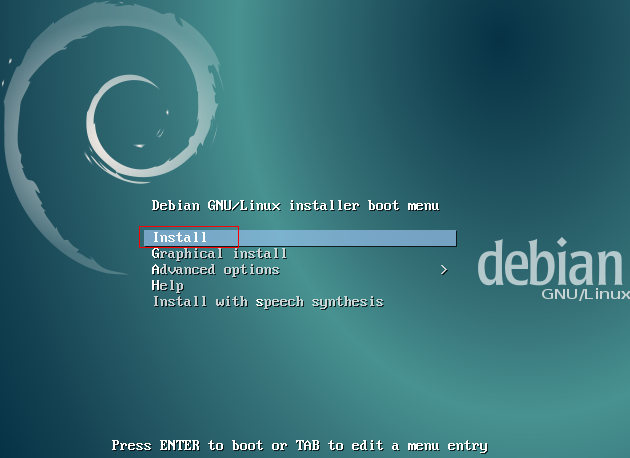 Debian GNU/Linux installer boot menu
Install
Graphical install
Advanced options >
Help
Install with speech synthesis
debian
GNU/Linux
Press ENTER to boot or TAB to edit a menu entry